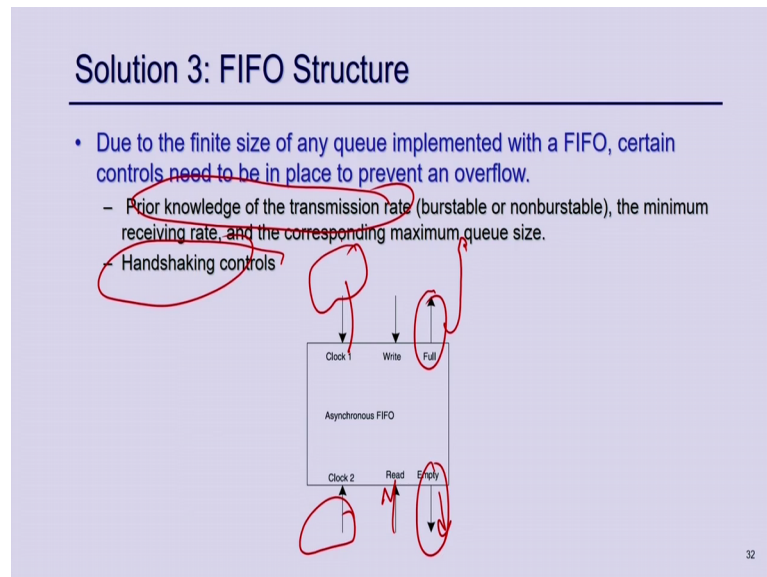 Solution 3: FIFO Structure
• Due to the finite size of any queue implemented with a FIFO, certain
controls need to be in place to prevent an overflow.
– Prior knowledge of the transmission rate (burstable or nonburstable), the minimum
receiving rate, and the corresponding maximum queue size.
– Handshaking controls
Clock 1 Write Full
Asynchronous FIFO
Clock 2 Read Empty
32